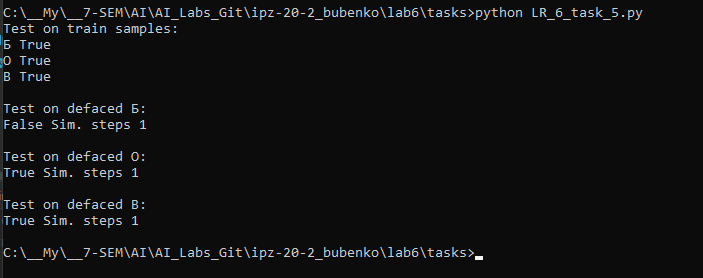 C:\__My\__7-SEM\AI\AI_Labs_Git\ipz-20-2_bubenko\lab6\tasks>python LR_6_task_5.py
Test on train samples:
Б True
О True
В True
Test on defaced Б:
False Sim. steps 1
Test on defaced О:
True Sim. steps 1
Test on defaced В:
True Sim. steps 1
C:\__My\__7-SEM\AI\AI_Labs_Git\ipz-20-2_bubenko\lab6\tasks>